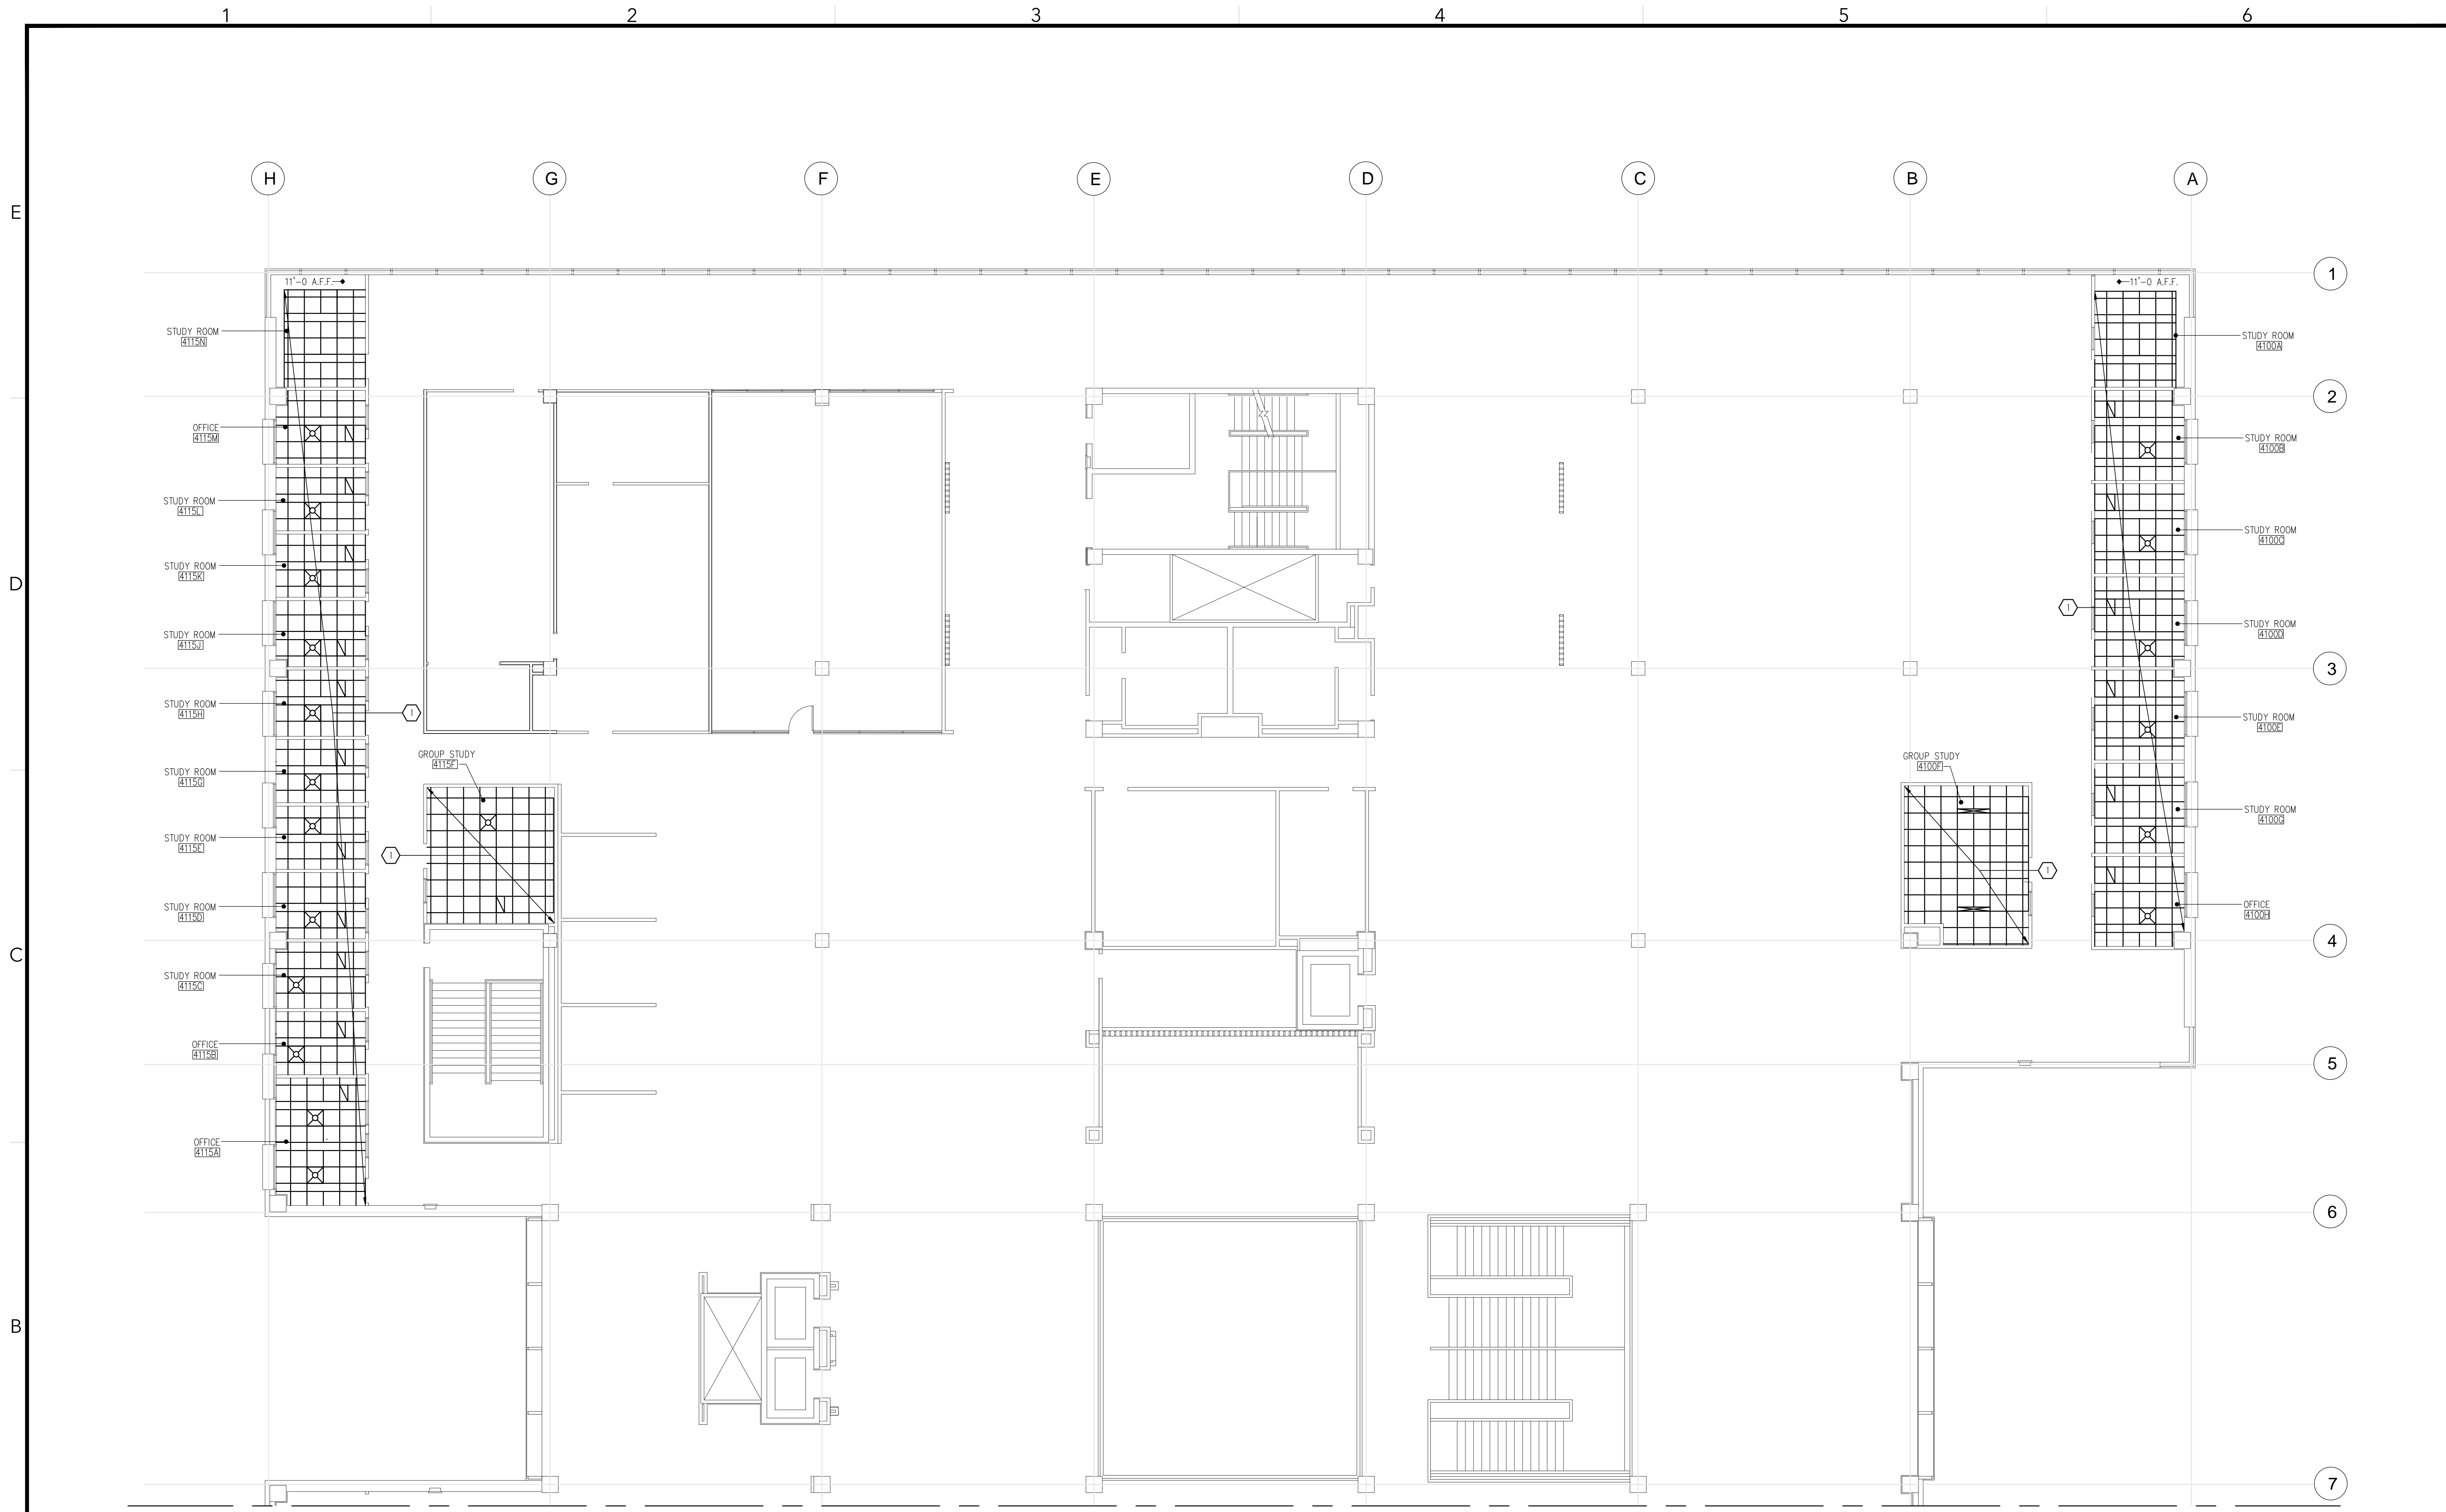 1 2 3 4 5 6
H G F E D C B A
E
1
11'-0 A.F.F.
11'-0 A.F.F.
STUDY ROOM
4115N
STUDY ROOM
4100A
2
OFFICE
4115M
STUDY ROOM
4100B
STUDY ROOM
4115L
STUDY ROOM
4100C
STUDY ROOM
4115K
D
1
STUDY ROOM
4115J
STUDY ROOM
4100D
3
STUDY ROOM
4115H
1
STUDY ROOM
4100E
GROUP STUDY
4115F
GROUP STUDY
4100F
STUDY ROOM
4115G
STUDY ROOM
4100G
STUDY ROOM
4115E
1
1
STUDY ROOM
4115D
OFFICE
4100H
4
C
STUDY ROOM
4115C
OFFICE
4115B
5
OFFICE
4115A
6
B
7